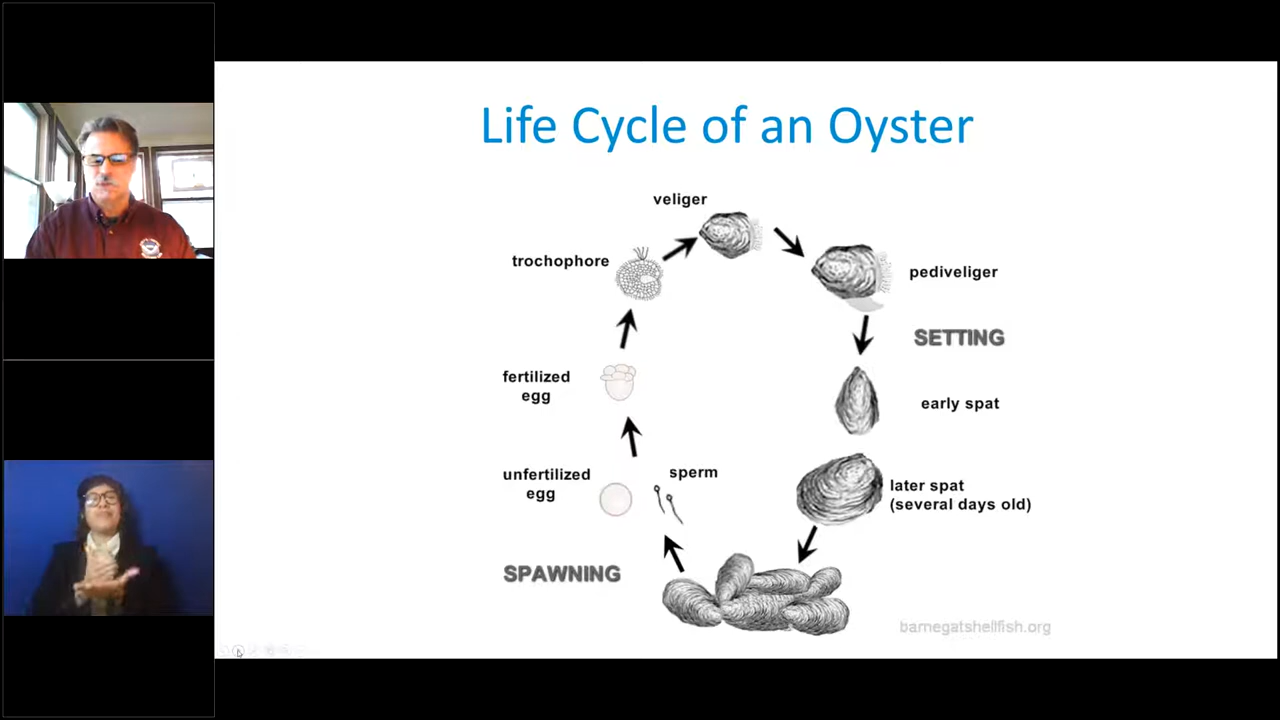 Life Cycle of an Oyster
veliger
trochophore
pediveliger
SETTING
fertilized
egg
early spat
unfertilized
egg
sperm
later spat
(several days old)
SPAWNING
barnegatshellfish.org